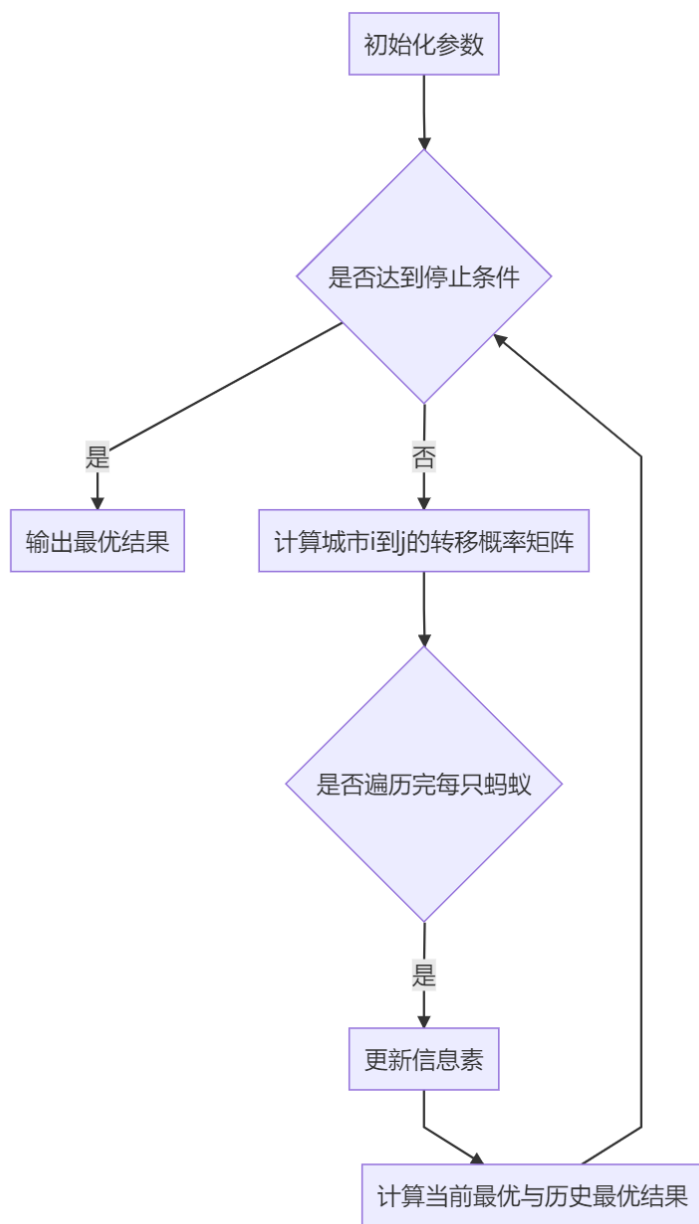 初始化参数
是否达到停止条件
是
否
输出最优结果
计算城市i到j的转移概率矩阵
是否遍历完每只蚂蚁
是
更新信息素
计算当前最优与历史最优结果